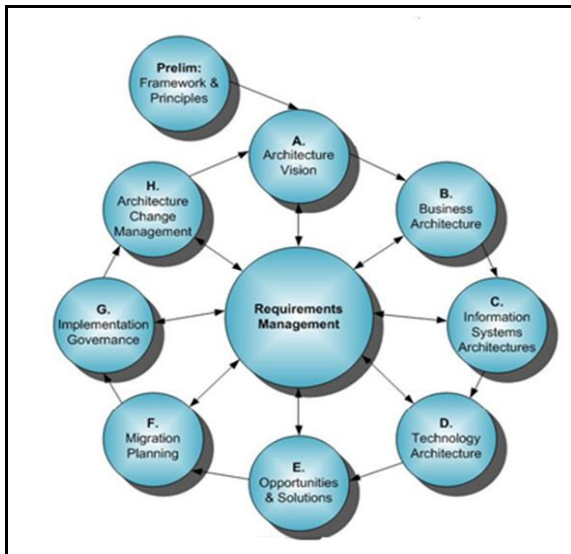 Prelim:
Framework &
Principles
A.
Architecture
Vision
B.
Business
Architecture
C.
Information
Systems
Architectures
D.
Technology
Architecture
E.
Opportunities
& Solutions
F.
Migration
Planning
G.
Implementation
Governance
H.
Architecture
Change
Management
Requirements
Management